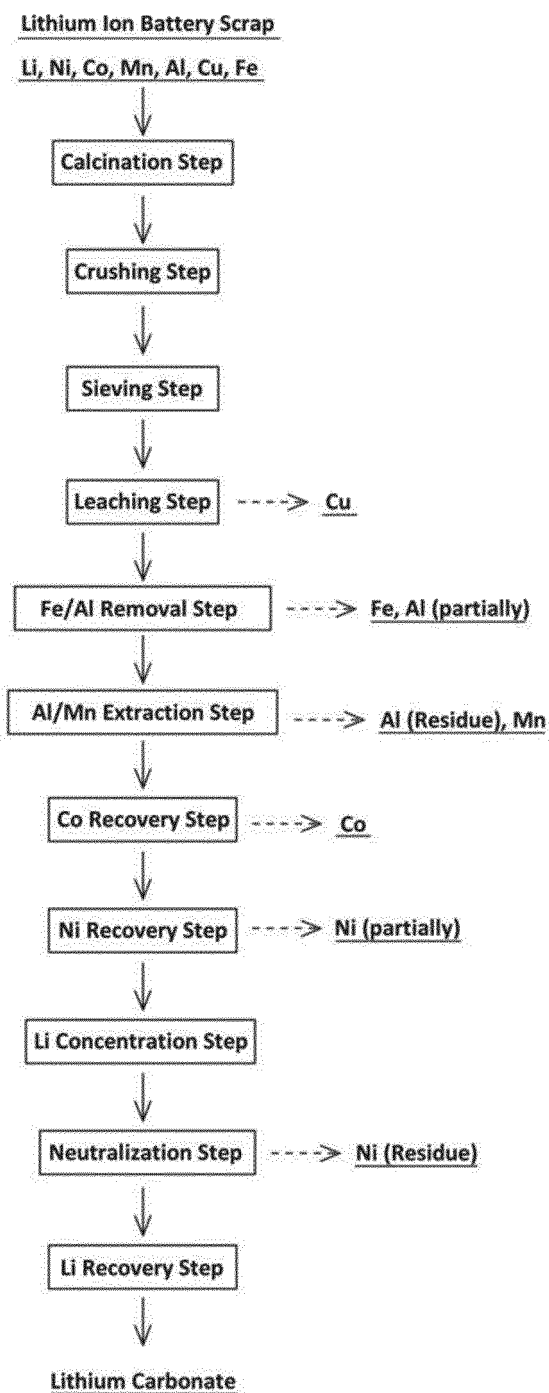 Lithium Ion Battery Scrap
Li, Ni, Co, Mn, Al, Cu, Fe
Calcination Step
Crushing Step
Sieving Step
Leaching Step
Cu
Fe/Al Removal Step
Fe, Al (partially)
Al/Mn Extraction Step
Al (Residue), Mn
Co Recovery Step
Co
Ni Recovery Step
Ni (partially)
Li Concentration Step
Neutralization Step
Ni (Residue)
Li Recovery Step
Lithium Carbonate